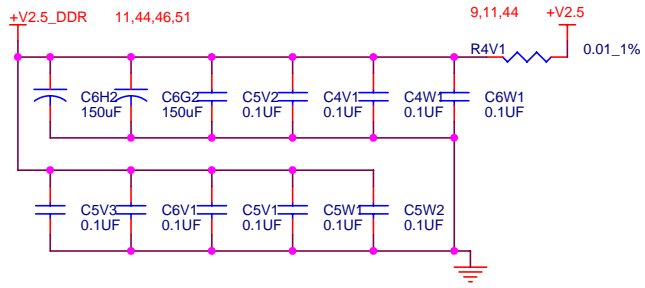 +V2.5_DDR 11,44,46,51 9,11,44 +V2.5
R4V1 0.01_1%
C6H2 C6G2 C5V2 C4V1 C4W1 C6W1
150uF 150uF 0.1UF 0.1UF 0.1UF 0.1UF
C5V3 C6V1 C5V1 C5W1 C5W2
0.1UF 0.1UF 0.1UF 0.1UF 0.1UF